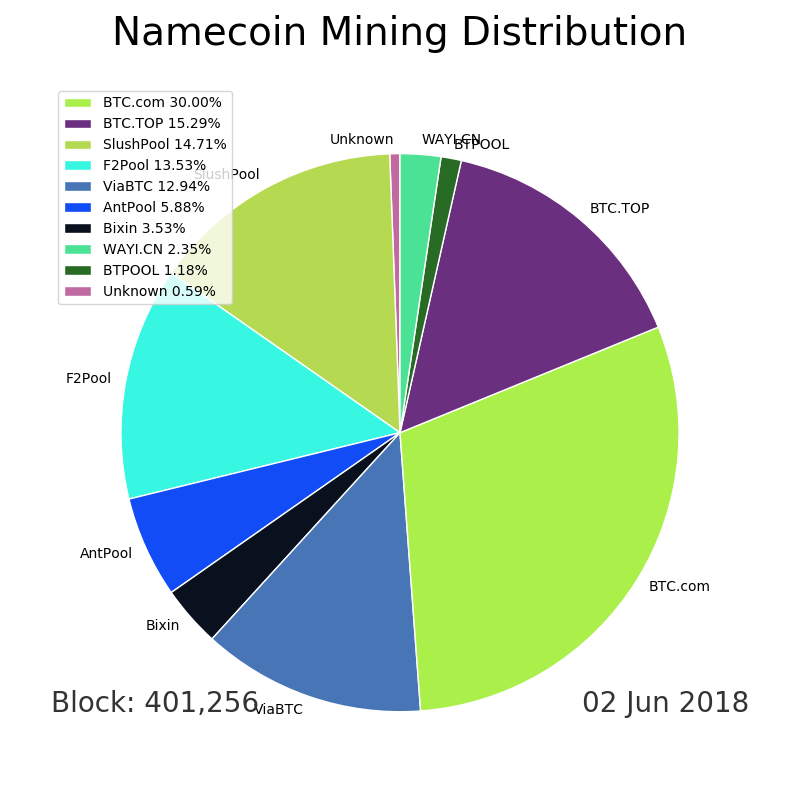 Namecoin Mining Distribution
BTC.com 30.00%
BTC.TOP 15.29%
SlushPool 14.71%
F2Pool 13.53%
ViaBTC 12.94%
AntPool 5.88%
Bixin 3.53%
WAYI.CN 2.35%
BTPOOL 1.18%
Unknown 0.59%
Unknown
WAYI.CN
BTPOOL
SlushPool
BTC.TOP
F2Pool
AntPool
BTC.com
Bixin
ViaBTC
Block: 401,256
02 Jun 2018